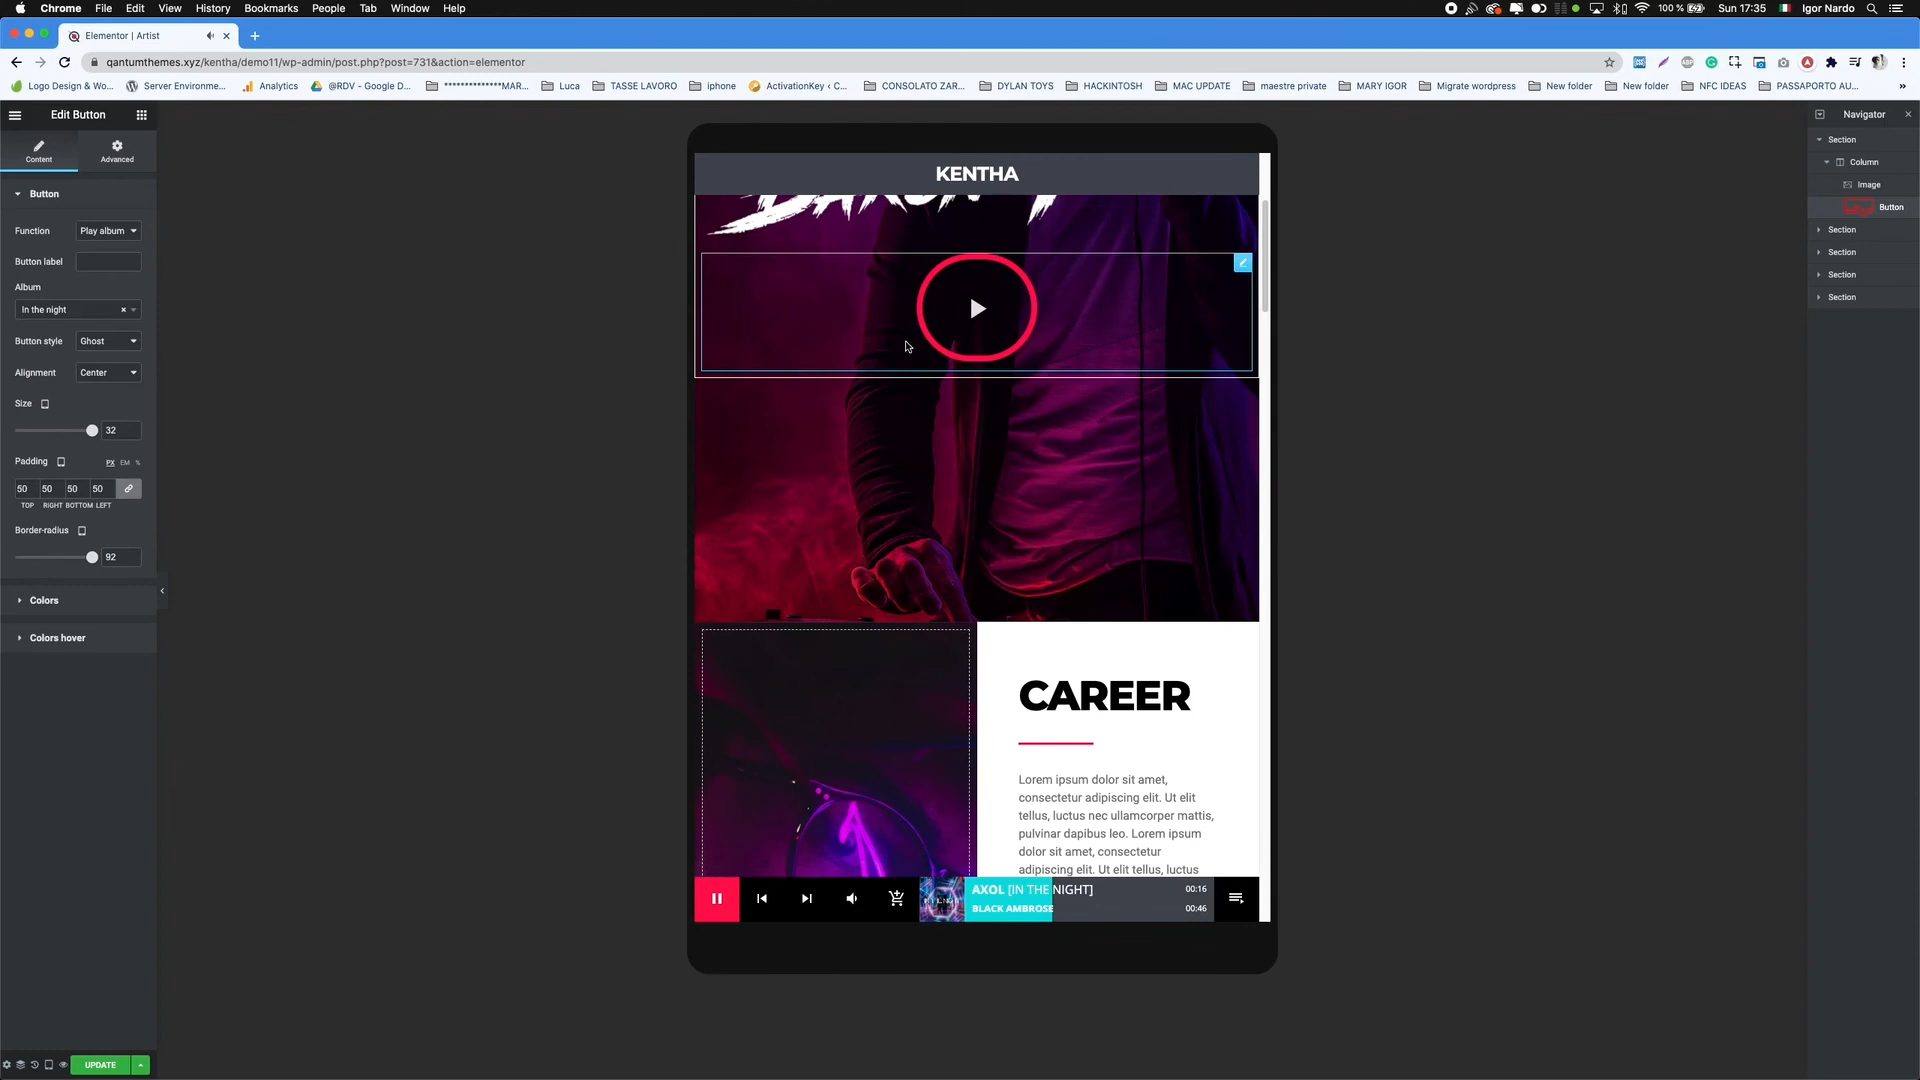 Chrome File Edit View History Bookmarks People Tab Window Help
100 % Sun 17:35 Igor Nardo
Elementor | Artist
qantumthemes.xyz/kentha/demo11/wp-admin/post.php?post=731&action=elementor
Logo Design & Wo... Server Environme... Analytics @RDV - Google D... **************MAR... Luca TASSE LAVORO iphone ActivationKey < C... CONSOLATO ZAR... DYLAN TOYS HACKINTOSH MAC UPDATE maestre private MARY IGOR Migrate wordpress New folder New folder NFC IDEAS PASSAPORTO AU... »
Edit Button
Content Advanced
Button
Function Play album
Button label
Album
In the night
Button style Ghost
Alignment Center
Size
32
Padding PX EM %
50 50 50 50
TOP RIGHT BOTTOM LEFT
Border-radius
92
Colors
Colors hover
UPDATE
KENTHA
CAREER
Lorem ipsum dolor sit amet,
consectetur adipiscing elit. Ut elit
tellus, luctus nec ullamcorper mattis,
pulvinar dapibus leo. Lorem ipsum
dolor sit amet, consectetur
adipiscing elit. Ut elit tellus, luctus
AXOL [IN THE NIGHT] 00:16
BLACK AMBROSE 00:46
Navigator
Section
Column
Image
Button
Section
Section
Section
Section